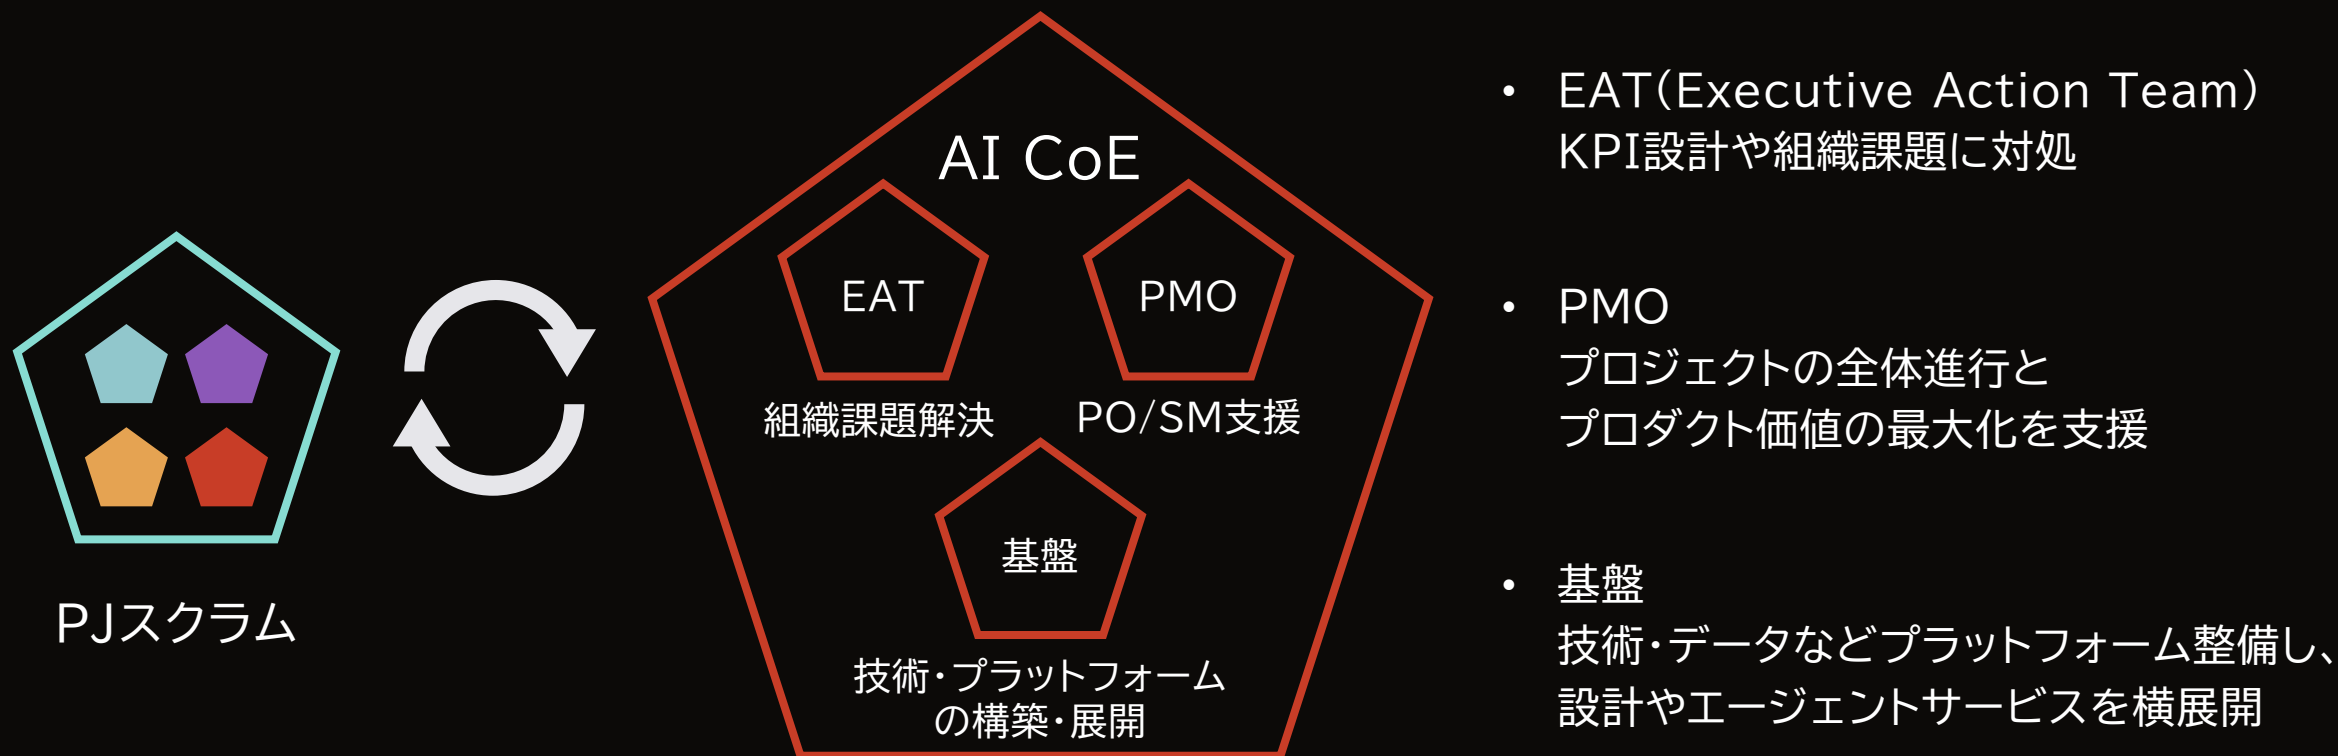 AI CoE
EAT
PMO
組織課題解決
PO/SM支援
基盤
技術・プラットフォーム
の構築・展開
PJスクラム
• EAT(Executive Action Team)
KPI設計や組織課題に対処
• PMO
プロジェクトの全体進行と
プロダクト価値の最大化を支援
• 基盤
技術・データなどプラットフォーム整備し、
設計やエージェントサービスを横展開